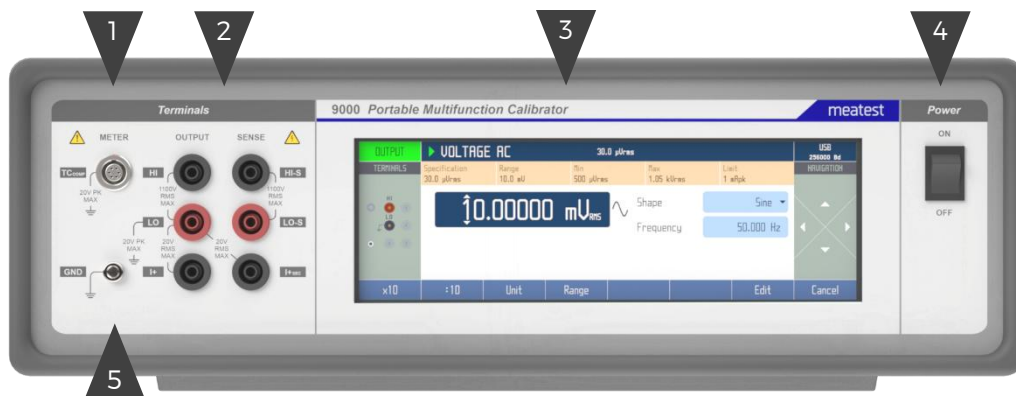 1
2
3
4
Terminals
9000 Portable Multifunction Calibrator
meatest
Power
METER
OUTPUT
SENSE
ON
OFF
TCCOMP
HI
HI-S
20V PK
MAX
1100V
RMS
MAX
1100V
RMS
MAX
LO
LO-S
20V PK
MAX
20V
RMS
MAX
20V
RMS
MAX
GND
I+
OUTPUT
VOLTAGE AC
30.0 µVrms
USB
256000 Bd
TERMINALS
Specification
Range
Min
Max
Limit
NAVIGATION
30.0 µVrms
10.0 mV
500 µVrms
1.05 kVrms
1 mApk
HI
LO
10.00000 mVRMS
Shape
Sine
Frequency
50.000 Hz
x10
:10
Unit
Range
Edit
Cancel
5